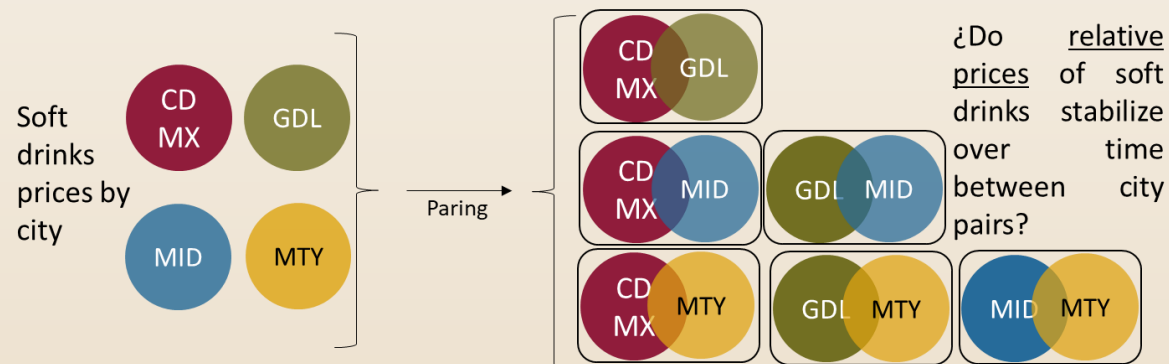 Soft
drinks
prices by
city
CD
MX
GDL
MID
MTY
Paring
CD
MX
GDL
CD
MX
MID
GDL
MID
CD
MX
MTY
GDL
MTY
MID
MTY
¿Do relative
prices of soft
drinks stabilize
over time
between city
pairs?